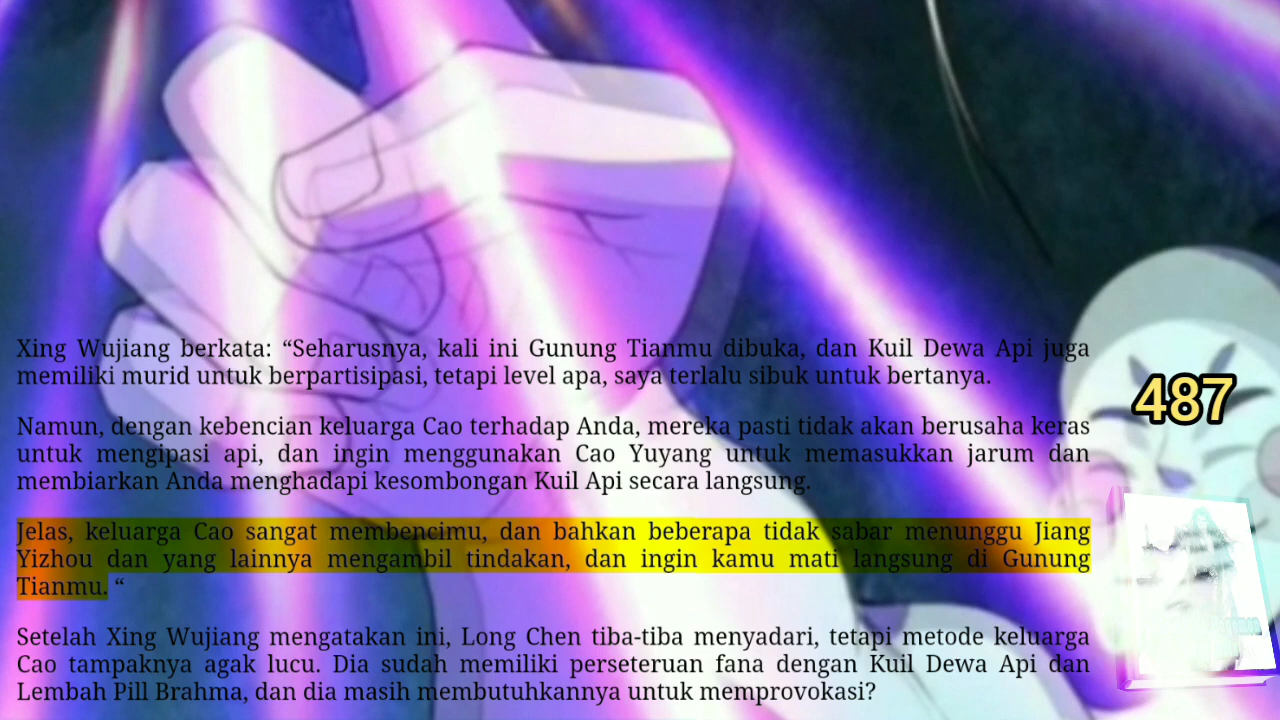 Xing Wujiang berkata: “Seharusnya, kali ini Gunung Tianmu dibuka, dan Kuil Dewa Api juga
memiliki murid untuk berpartisipasi, tetapi level apa, saya terlalu sibuk untuk bertanya.
Namun, dengan kebencian keluarga Cao terhadap Anda, mereka pasti tidak akan berusaha keras
untuk mengipasi api, dan ingin menggunakan Cao Yuyang untuk memasukkan jarum dan
membiarkan Anda menghadapi kesombongan Kuil Api secara langsung.
487
Jelas, keluarga Cao sangat membencimu, dan bahkan beberapa tidak sabar menunggu Jiang
Yizhou dan yang lainnya mengambil tindakan, dan ingin kamu mati langsung di Gunung
Tianmu. “
Setelah Xing Wujiang mengatakan ini, Long Chen tiba-tiba menyadari, tetapi metode keluarga
Cao tampaknya agak lucu. Dia sudah memiliki perseteruan fana dengan Kuil Dewa Api dan
Lembah Pill Brahma, dan dia masih membutuhkannya untuk memprovokasi?